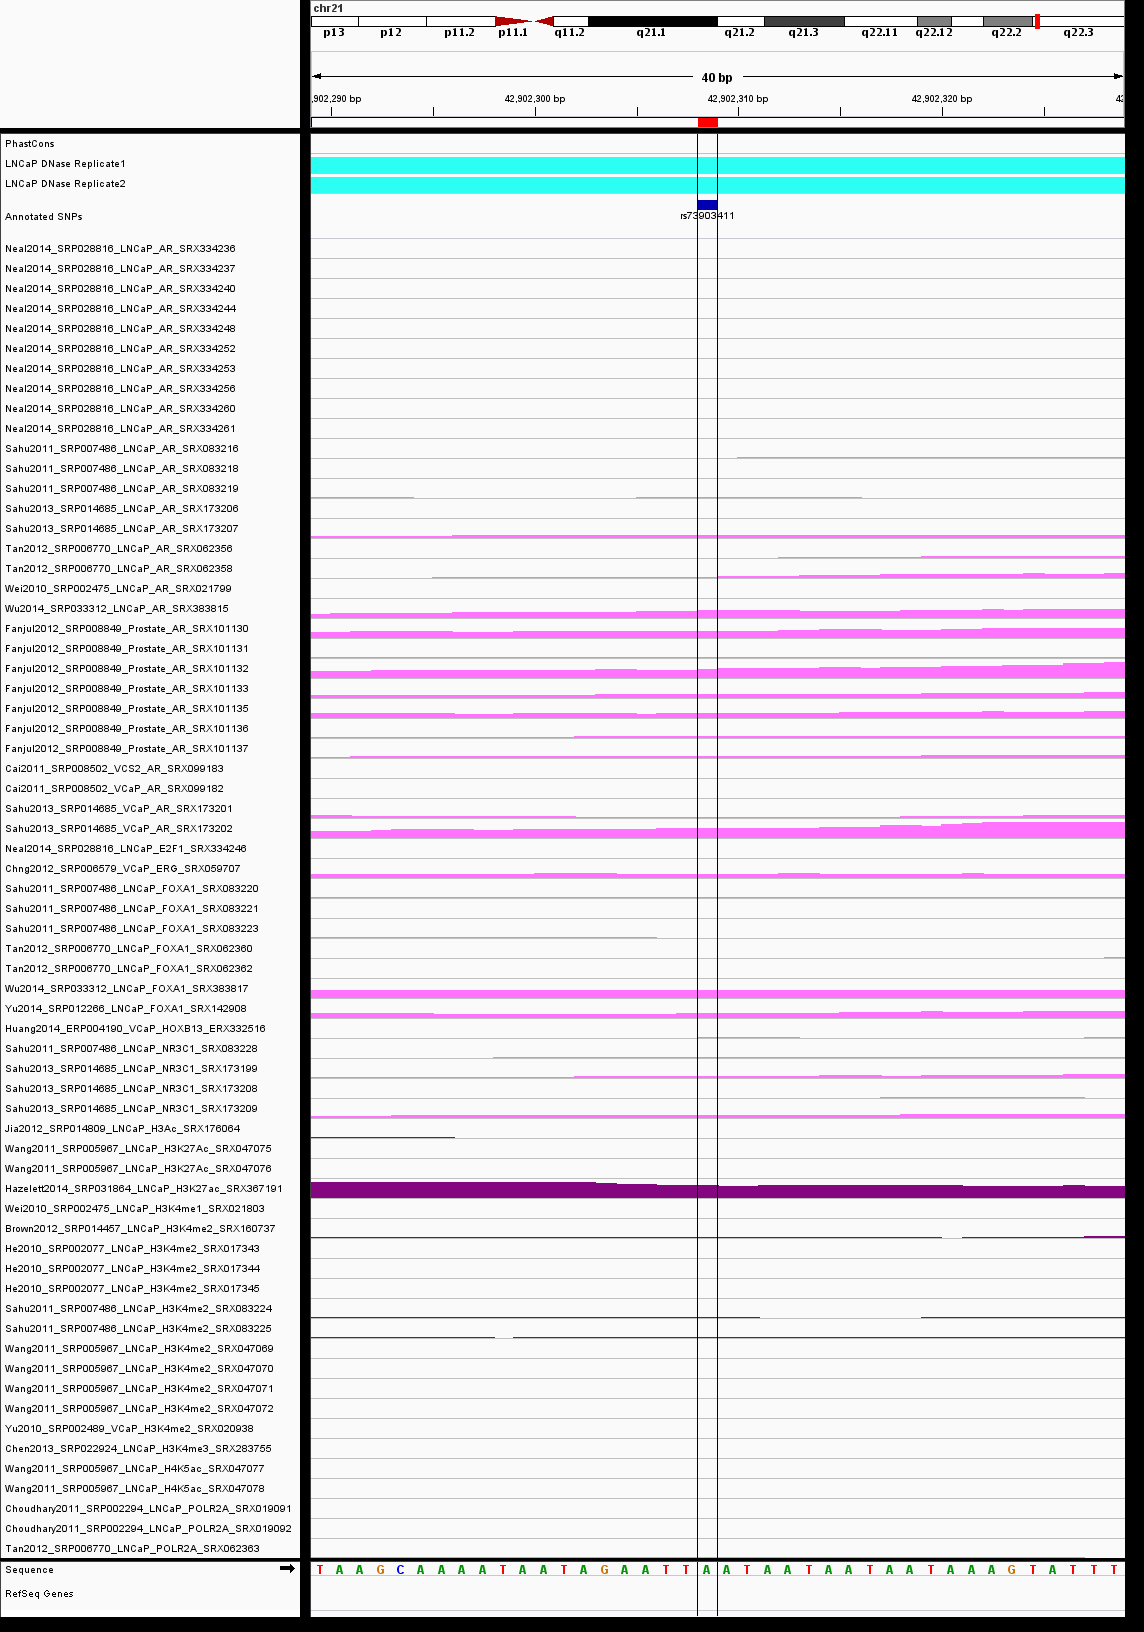 chr21
p13 p12 p11.2 p11.1 q11.2 q21.1 q21.2 q21.3 q22.11 q22.12 q22.2 q22.3
40 bp
,902,290 bp 42,902,300 bp 42,902,310 bp 42,902,320 bp 42
PhastCons
LNCaP DNase Replicate1
LNCaP DNase Replicate2
Annotated SNPs rs73903411
Neal2014_SRP028816_LNCaP_AR_SRX334236
Neal2014_SRP028816_LNCaP_AR_SRX334237
Neal2014_SRP028816_LNCaP_AR_SRX334240
Neal2014_SRP028816_LNCaP_AR_SRX334244
Neal2014_SRP028816_LNCaP_AR_SRX334248
Neal2014_SRP028816_LNCaP_AR_SRX334252
Neal2014_SRP028816_LNCaP_AR_SRX334253
Neal2014_SRP028816_LNCaP_AR_SRX334256
Neal2014_SRP028816_LNCaP_AR_SRX334260
Neal2014_SRP028816_LNCaP_AR_SRX334261
Sahu2011_SRP007486_LNCaP_AR_SRX083216
Sahu2011_SRP007486_LNCaP_AR_SRX083218
Sahu2011_SRP007486_LNCaP_AR_SRX083219
Sahu2013_SRP014685_LNCaP_AR_SRX173206
Sahu2013_SRP014685_LNCaP_AR_SRX173207
Tan2012_SRP006770_LNCaP_AR_SRX062356
Tan2012_SRP006770_LNCaP_AR_SRX062358
Wei2010_SRP002475_LNCaP_AR_SRX021799
Wu2014_SRP033312_LNCaP_AR_SRX383815
Fanjul2012_SRP008849_Prostate_AR_SRX101130
Fanjul2012_SRP008849_Prostate_AR_SRX101131
Fanjul2012_SRP008849_Prostate_AR_SRX101132
Fanjul2012_SRP008849_Prostate_AR_SRX101133
Fanjul2012_SRP008849_Prostate_AR_SRX101135
Fanjul2012_SRP008849_Prostate_AR_SRX101136
Fanjul2012_SRP008849_Prostate_AR_SRX101137
Cai2011_SRP008502_VCS2_AR_SRX099183
Cai2011_SRP008502_VCaP_AR_SRX099182
Sahu2013_SRP014685_VCaP_AR_SRX173201
Sahu2013_SRP014685_VCaP_AR_SRX173202
Neal2014_SRP028816_LNCaP_E2F1_SRX334246
Chng2012_SRP006579_VCaP_ERG_SRX059707
Sahu2011_SRP007486_LNCaP_FOXA1_SRX083220
Sahu2011_SRP007486_LNCaP_FOXA1_SRX083221
Sahu2011_SRP007486_LNCaP_FOXA1_SRX083223
Tan2012_SRP006770_LNCaP_FOXA1_SRX062360
Tan2012_SRP006770_LNCaP_FOXA1_SRX062362
Wu2014_SRP033312_LNCaP_FOXA1_SRX383817
Yu2014_SRP012266_LNCaP_FOXA1_SRX142908
Huang2014_ERP004190_VCaP_HOXB13_ERX332516
Sahu2011_SRP007486_LNCaP_NR3C1_SRX083228
Sahu2013_SRP014685_LNCaP_NR3C1_SRX173199
Sahu2013_SRP014685_LNCaP_NR3C1_SRX173208
Sahu2013_SRP014685_LNCaP_NR3C1_SRX173209
Jia2012_SRP014809_LNCaP_H3Ac_SRX176064
Wang2011_SRP005967_LNCaP_H3K27Ac_SRX047075
Wang2011_SRP005967_LNCaP_H3K27Ac_SRX047076
Hazelett2014_SRP031864_LNCaP_H3K27ac_SRX367191
Wei2010_SRP002475_LNCaP_H3K4me1_SRX021803
Brown2012_SRP014457_LNCaP_H3K4me2_SRX160737
He2010_SRP002077_LNCaP_H3K4me2_SRX017343
He2010_SRP002077_LNCaP_H3K4me2_SRX017344
He2010_SRP002077_LNCaP_H3K4me2_SRX017345
Sahu2011_SRP007486_LNCaP_H3K4me2_SRX083224
Sahu2011_SRP007486_LNCaP_H3K4me2_SRX083225
Wang2011_SRP005967_LNCaP_H3K4me2_SRX047069
Wang2011_SRP005967_LNCaP_H3K4me2_SRX047070
Wang2011_SRP005967_LNCaP_H3K4me2_SRX047071
Wang2011_SRP005967_LNCaP_H3K4me2_SRX047072
Yu2010_SRP002489_VCaP_H3K4me2_SRX020938
Chen2013_SRP022924_LNCaP_H3K4me3_SRX283755
Wang2011_SRP005967_LNCaP_H4K5ac_SRX047077
Wang2011_SRP005967_LNCaP_H4K5ac_SRX047078
Choudhary2011_SRP002294_LNCaP_POLR2A_SRX019091
Choudhary2011_SRP002294_LNCaP_POLR2A_SRX019092
Tan2012_SRP006770_LNCaP_POLR2A_SRX062363
Sequence T A A G C A A A A T A A T A G A A T T A A T A A T A A T A A T A A A G T A T T T
RefSeq Genes